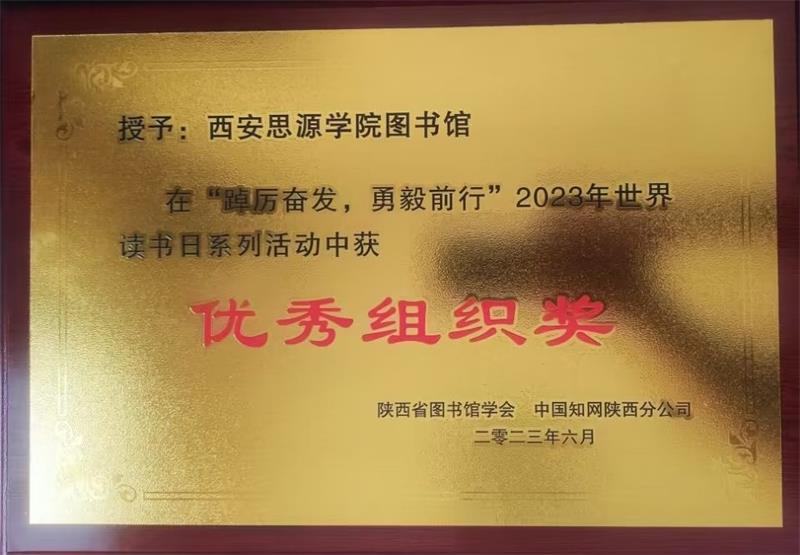 授予：西安思源学院图书馆
在“踔厉奋发，勇毅前行”2023年世界
读书日系列活动中获
优秀组织奖
陕西省图书馆学会 中国知网陕西分公司
二零二三年六月